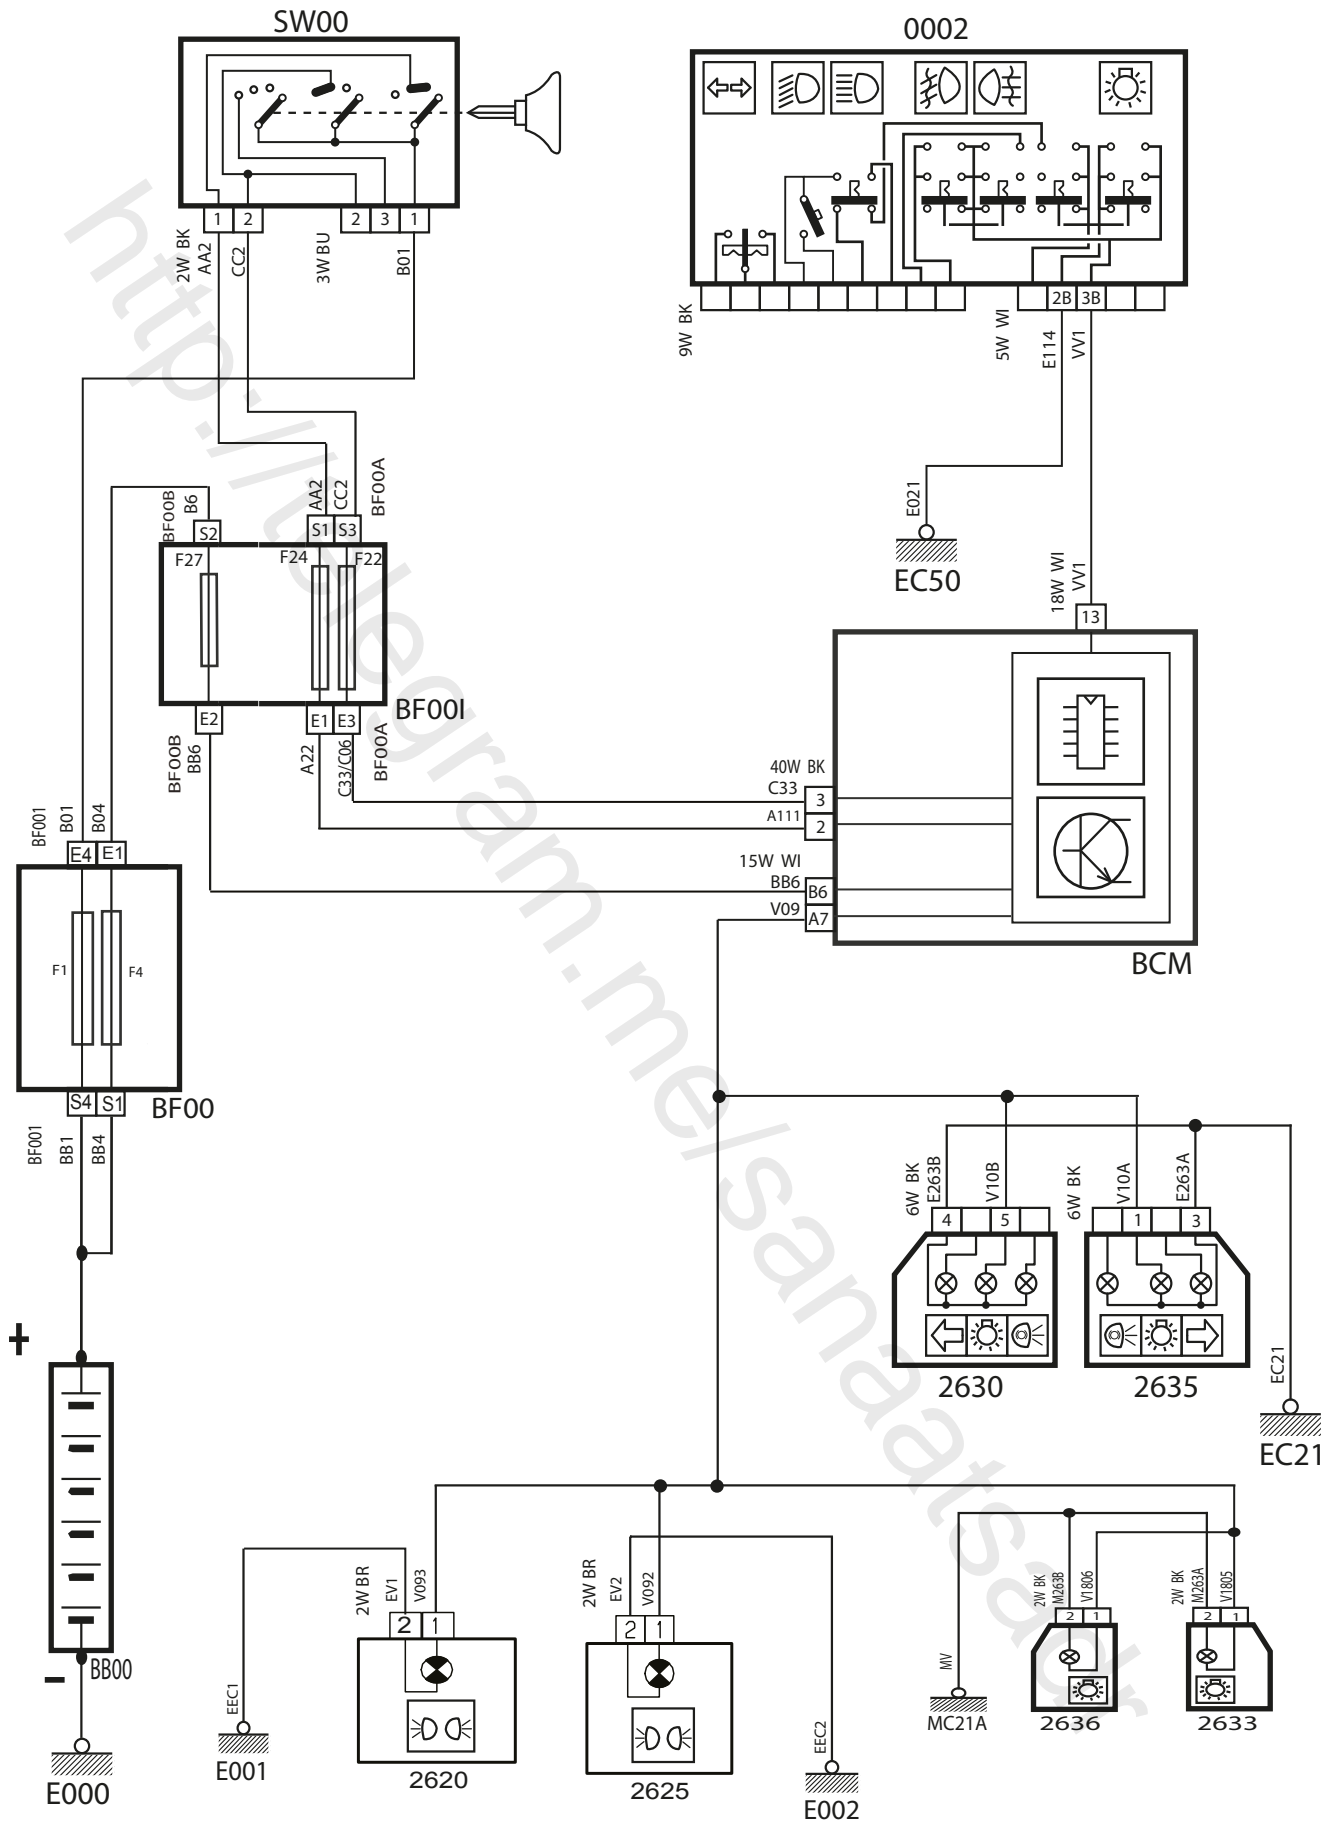 SW00
0002
1
2
2
3
1
2W BK
AA2
CC2
3W BU
B01
2B
3B
9W BK
5W WI
E114
VV1
E021
EC50
18W WI
VV1
13
BF00B
B6
AA2
CC2
BF00A
S2
S1
S3
F27
F24
F22
E2
E1
E3
BF00I
BF00B
BB6
A22
C33/C06
BF00A
40W BK
C33
3
A111
2
15W WI
BB6
B6
V09
A7
BCM
BF001
B01
B04
E4
E1
F1
F4
S4
S1
BF00
BF001
BB1
BB4
6W BK
E263B
V10B
6W BK
V10A
E263A
4
5
1
3
2630
2635
EC21
EC21
+
-
BB00
E000
2W BR
EV1
V093
2
1
EEC1
E001
2620
2W BR
EV2
V092
2
1
EEC2
E002
2625
MV
MC21A
2W BK
M263B
V1806
2
1
2636
2W BK
M263A
V1805
2
1
2633
http://telegram.me/sanaatsadr